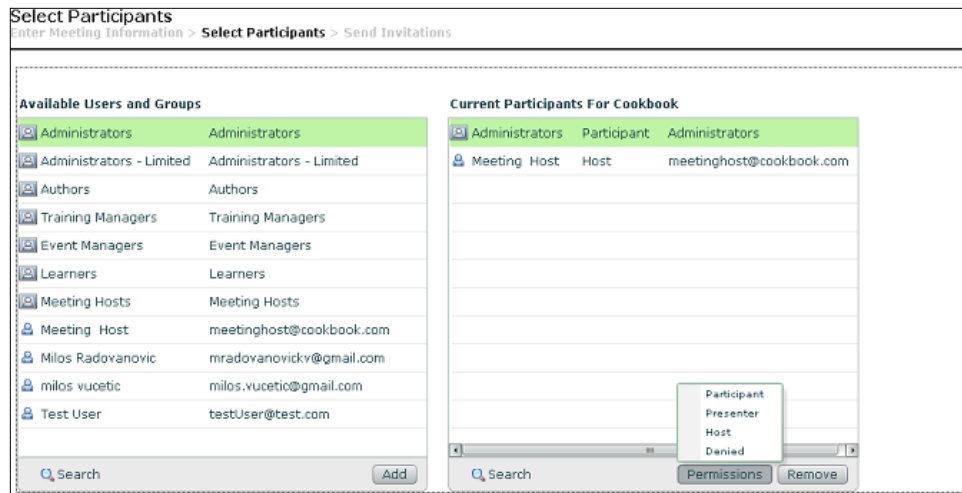 Select Participants
Enter Meeting Information > Select Participants > Send Invitations
Available Users and Groups
Administrators Administrators
Administrators - Limited Administrators - Limited
Authors Authors
Training Managers Training Managers
Event Managers Event Managers
Learners Learners
Meeting Hosts Meeting Hosts
Meeting Host meetinghost@cookbook.com
Milos Radovanovic mradovanovickv@gmail.com
milos vucetic milos.vucetic@gmail.com
Test User testUser@test.com
Search Add
Current Participants For Cookbook
Administrators Participant Administrators
Meeting Host Host meetinghost@cookbook.com
Participant
Presenter
Host
Denied
Search Permissions Remove